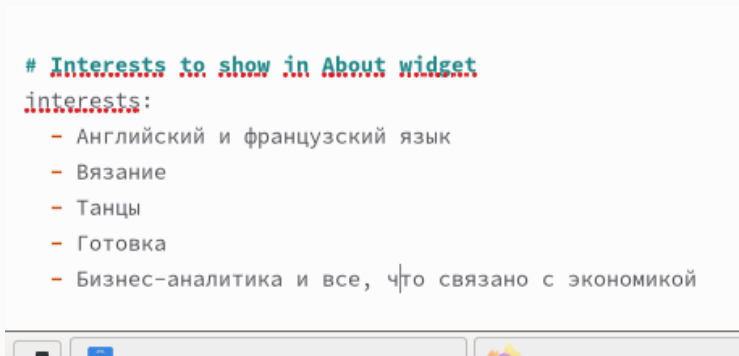 # Interests to show in About widget
interests:
- Английский и французский язык
- Вязание
- Танцы
- Готовка
- Бизнес-аналитика и все, что связано с экономикой